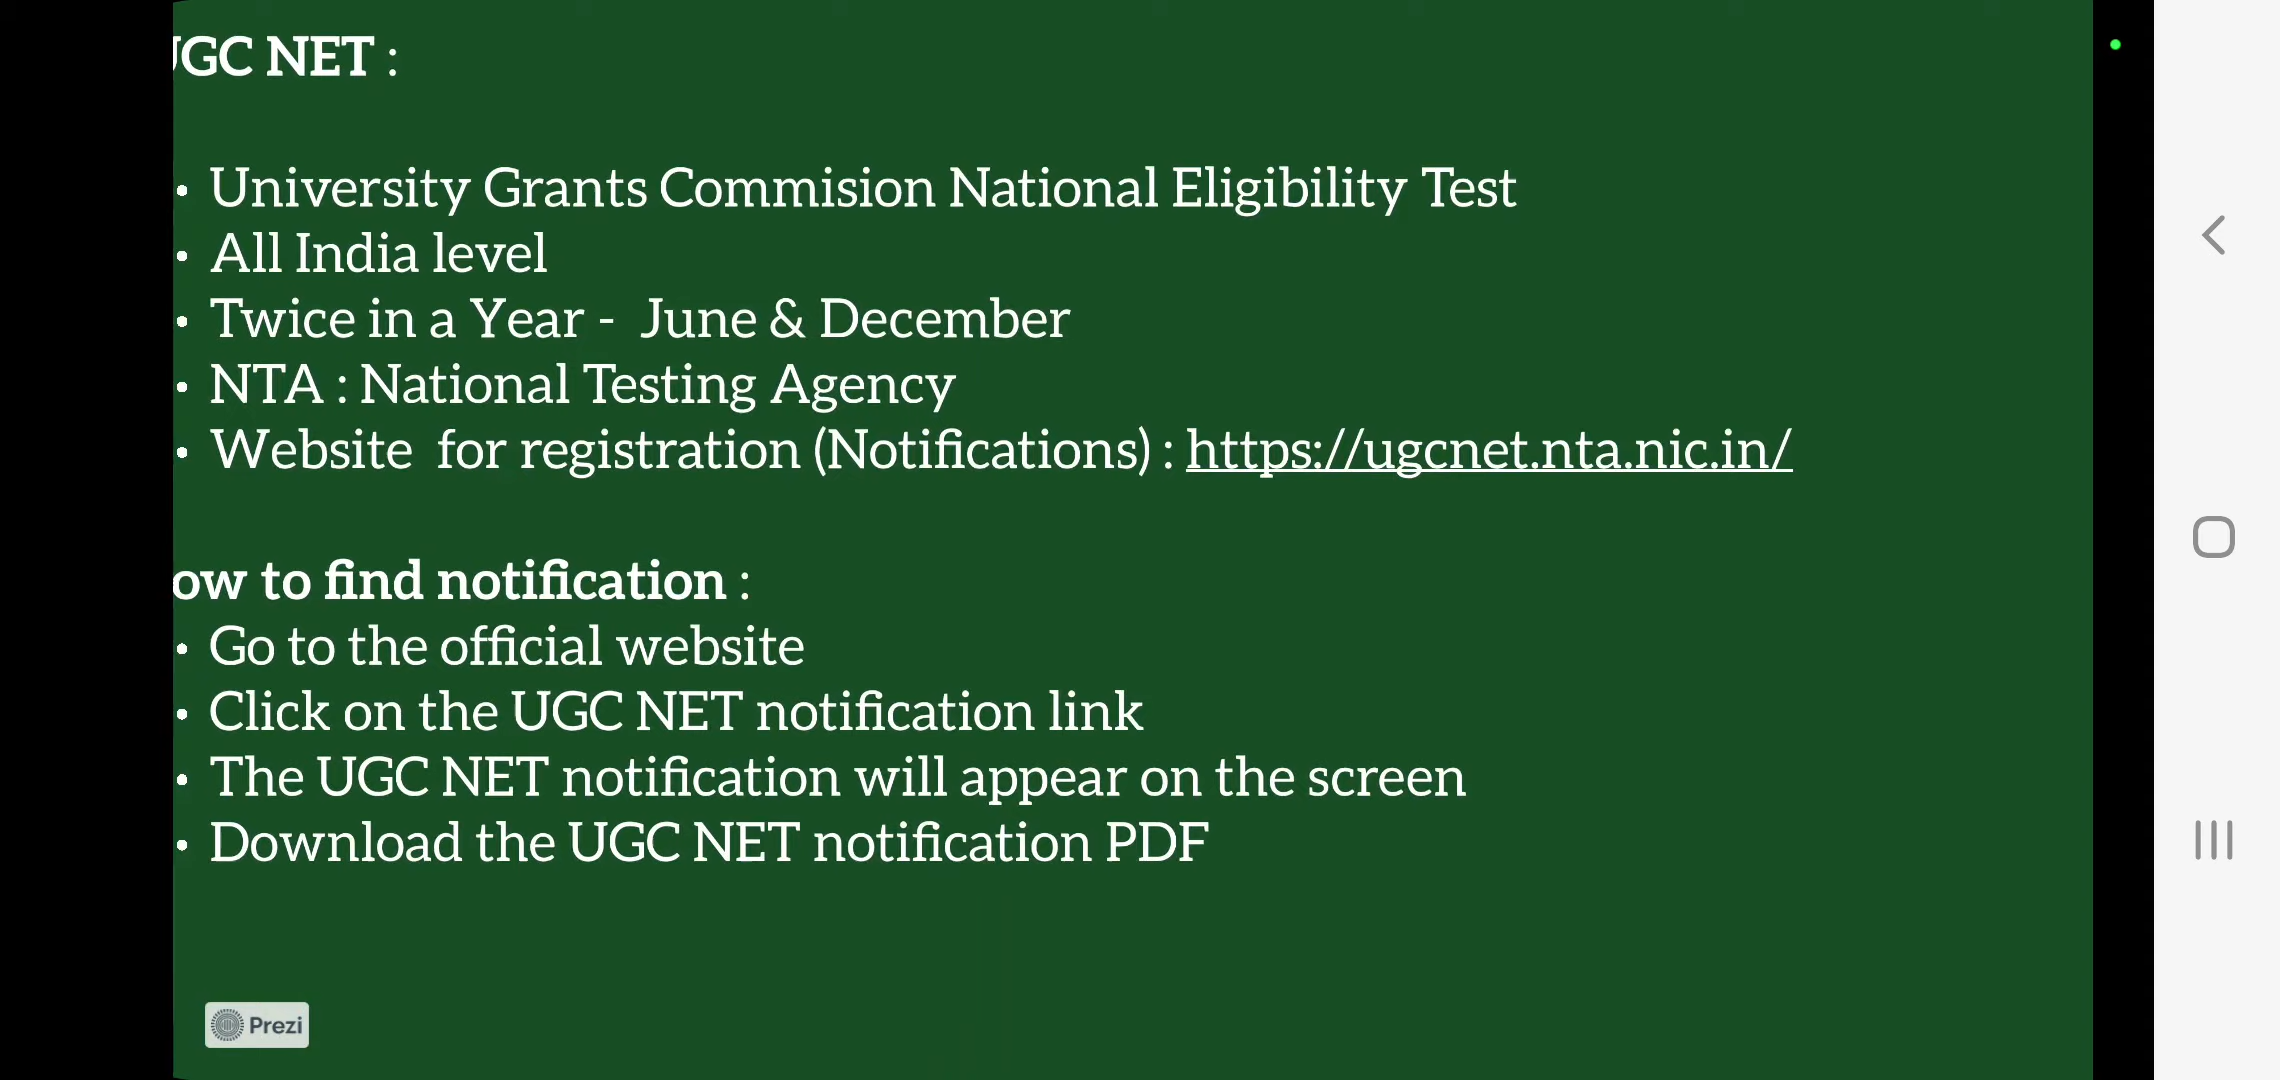 UGC NET :
• University Grants Commision National Eligibility Test
• All India level
• Twice in a Year - June & December
• NTA : National Testing Agency
• Website for registration (Notifications) : https://ugcnet.nta.nic.in/
ow to find notification :
• Go to the official website
• Click on the UGC NET notification link
• The UGC NET notification will appear on the screen
• Download the UGC NET notification PDF
Prezi